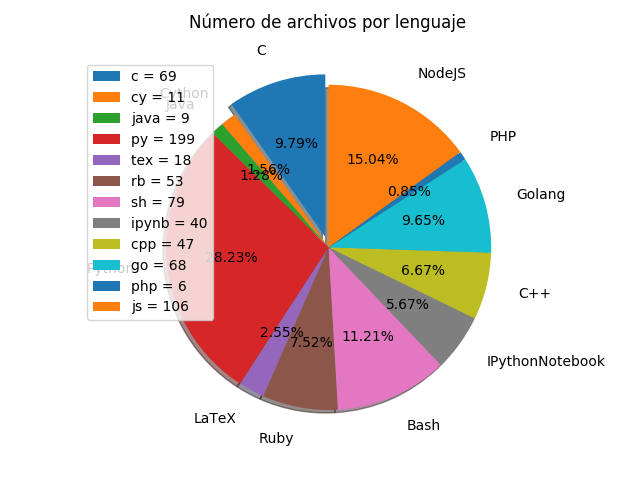 Número de archivos por lenguaje
C
NodeJS
PHP
Golang
C++
IPythonNotebook
Bash
Ruby
LaTeX
Python
Java
Cython
c = 69
cy = 11
java = 9
py = 199
tex = 18
rb = 53
sh = 79
ipynb = 40
cpp = 47
go = 68
php = 6
js = 106
9.79%
1.56%
1.28%
28.23%
2.55%
7.52%
11.21%
5.67%
6.67%
9.65%
0.85%
15.04%